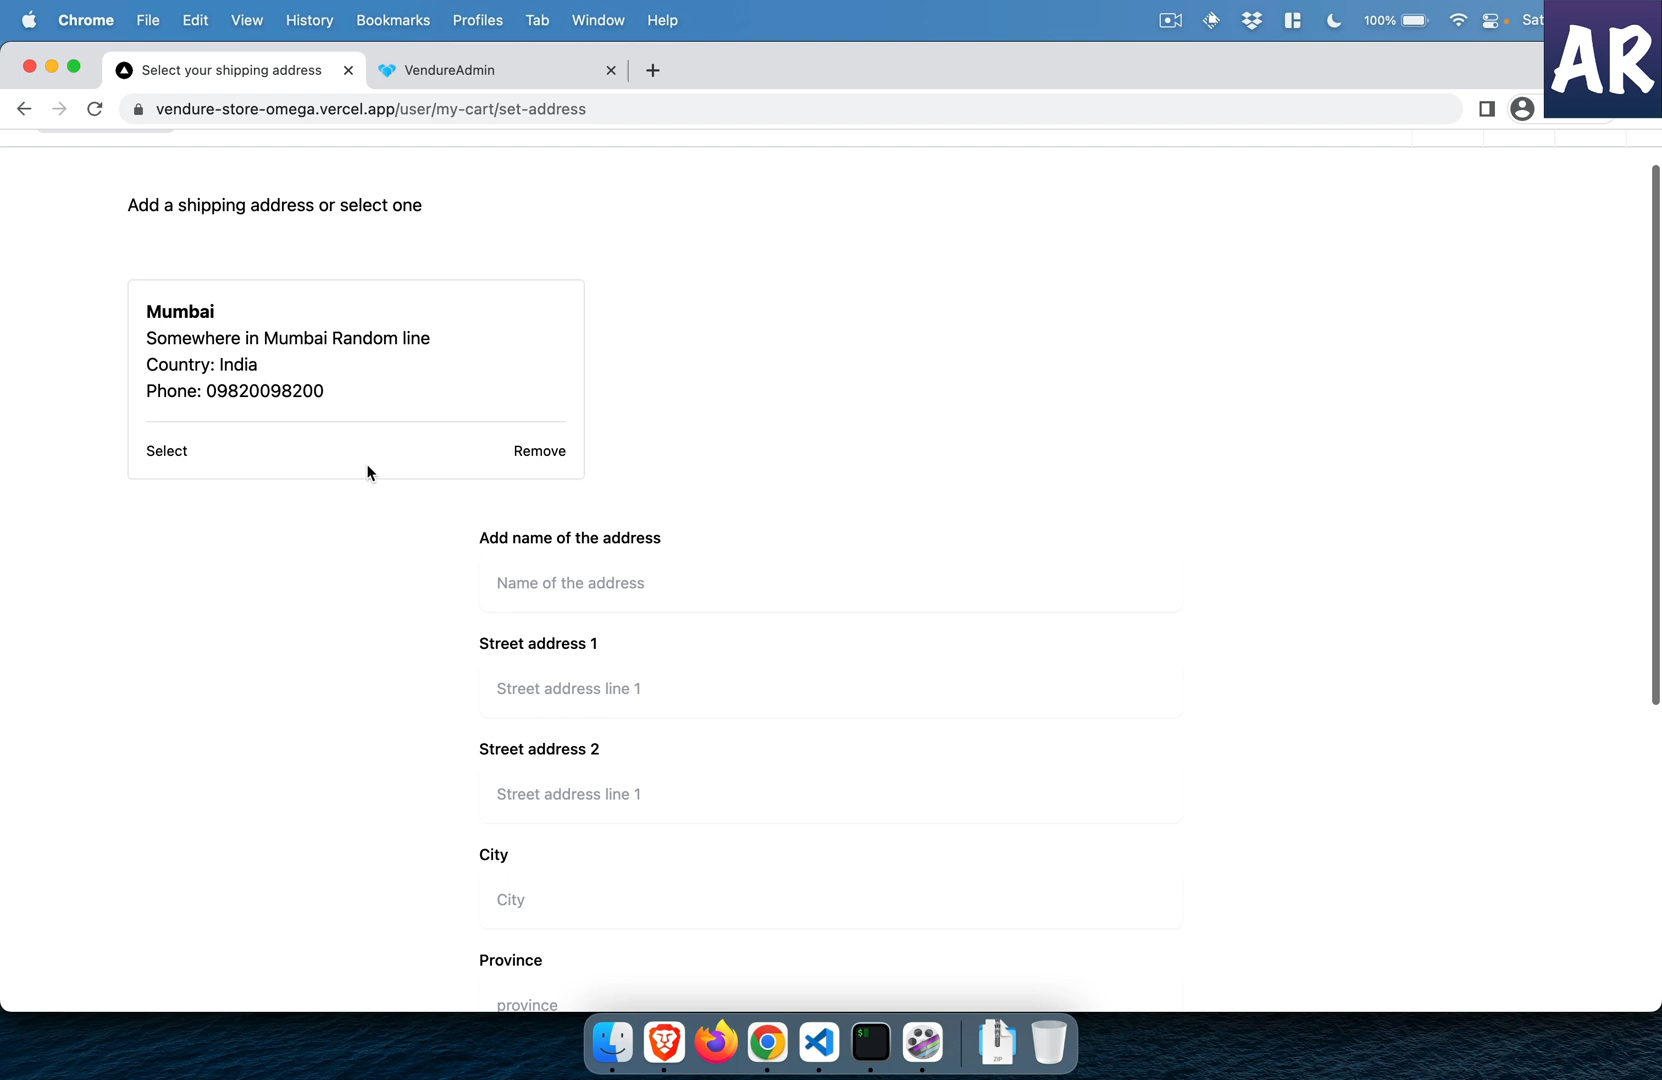 Chrome File Edit View History Bookmarks Profiles Tab Window Help 100% Sat
AR
Select your shipping address VendureAdmin
vendure-store-omega.vercel.app/user/my-cart/set-address
Add a shipping address or select one
Mumbai
Somewhere in Mumbai Random line
Country: India
Phone: 09820098200
Select Remove
Add name of the address
Name of the address
Street address 1
Street address line 1
Street address 2
Street address line 1
City
City
Province
province
$
ZIP